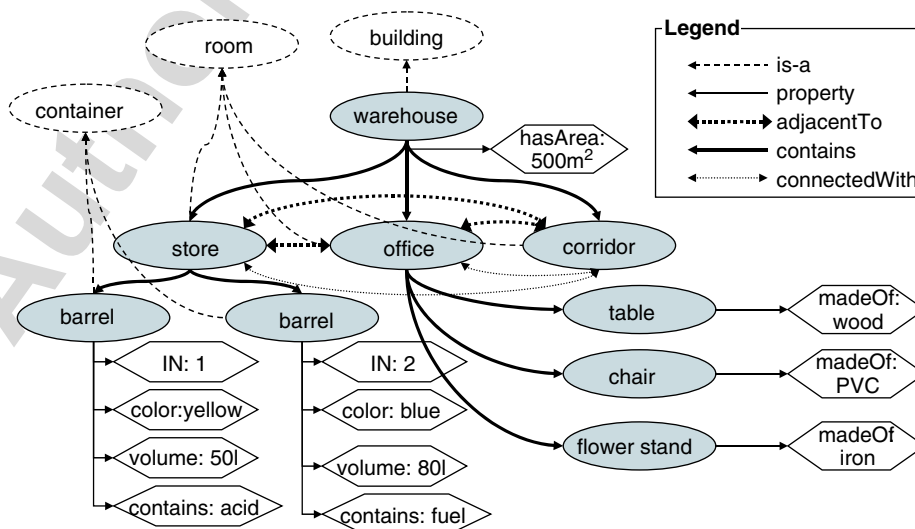 Author
room
building
container
warehouse
hasArea:
500m²
Legend
is-a
property
adjacentTo
contains
connectedWith
store
office
corridor
barrel
barrel
table
madeOf:
wood
IN: 1
IN: 2
chair
madeOf:
PVC
color:yellow
color: blue
flower stand
madeOf
iron
volume: 50l
volume: 80l
contains: acid
contains: fuel